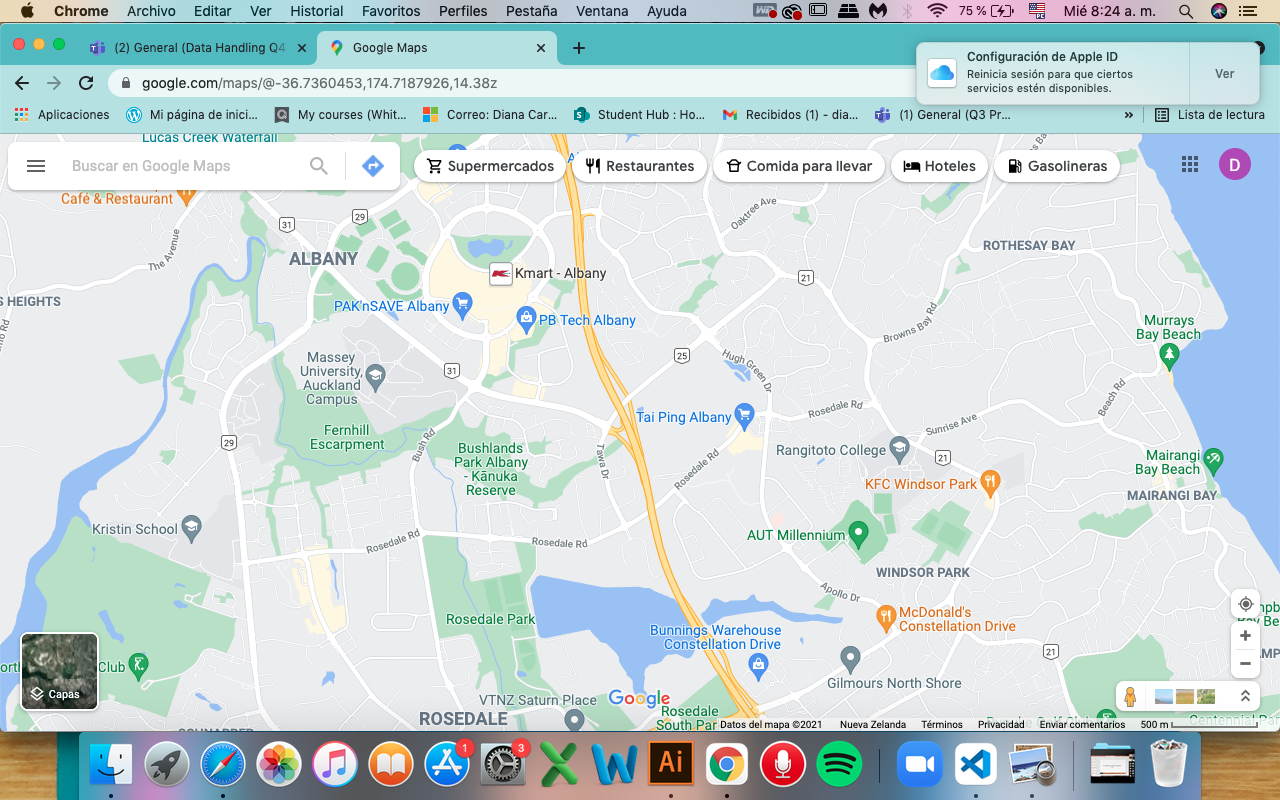 Chrome Archivo Editar Ver Historial Favoritos Perfiles Pestaña Ventana Ayuda 75 % Mié 8:24 a. m.
(2) General (Data Handling Q4
Google Maps
Configuración de Apple ID
Reinicia sesión para que ciertos
servicios estén disponibles.
Ver
google.com/maps/@-36.7360453,174.7187926,14.38z
Aplicaciones
Mi página de inici...
My courses (Whit...
Correo: Diana Car...
Student Hub : Ho...
Recibidos (1) - dia...
(1) General (Q3 Pr...
»
Lista de lectura
Lucas Creek Waterfall
Buscar en Google Maps
Supermercados
Restaurantes
Comida para llevar
Hoteles
Gasolineras
D
Café & Restaurant
29
31
The Avenue
Oaktree Ave
ALBANY
ROTHESAY BAY
Kmart - Albany
21
S HEIGHTS
PAK'nSAVE Albany
PB Tech Albany
Browns Bay Rd
Murrays
Bay Beach
Massey
University,
Auckland
Campus
31
25
Hugh Green Dr
Beach Rd
Tai Ping Albany
Rosedale Rd
Sunrise Ave
Fernhill
Escarpment
29
Bush Rd
Bushlands
Park Albany
- Kānuka
Reserve
Tawa Dr
Rosedale Rd
Rangitoto College
21
Mairangi
Bay Beach
KFC Windsor Park
MAIRANGI BAY
Kristin School
Rosedale Rd
Rosedale Rd
AUT Millennium
WINDSOR PARK
Apollo Dr
Rosedale Park
McDonald's
Constellation Drive
Bunnings Warehouse
Constellation Drive
21
Club
Capas
Gilmours North Shore
VTNZ Saturn Place
Google
ROSEDALE
Rosedale
South Par
Datos del mapa ©2021 Nueva Zelanda Términos Privacidad Enviar comentarios 500 m
1
3
Ai